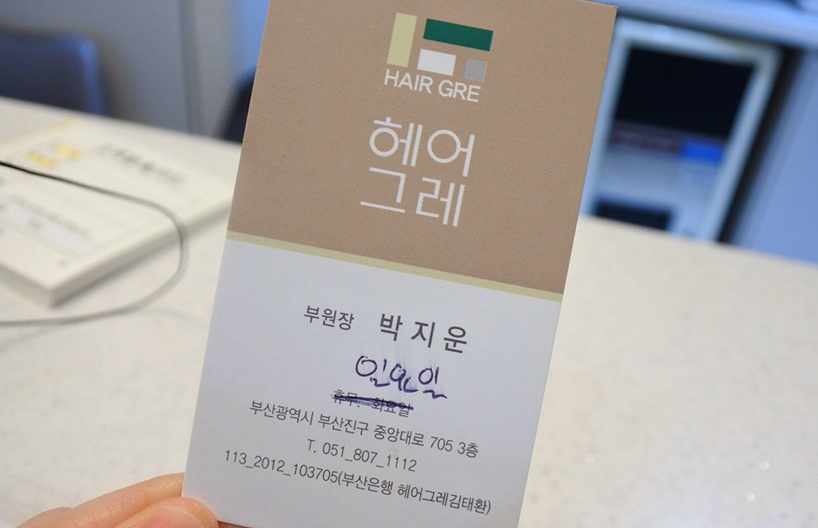 HAIR GRE
헤어
그레
부원장 박지운
일요일
휴무: 화요일
부산광역시 부산진구 중앙대로 705 3층
T. 051_807_1112
113_2012_103705(부산은행 헤어그레김태환)